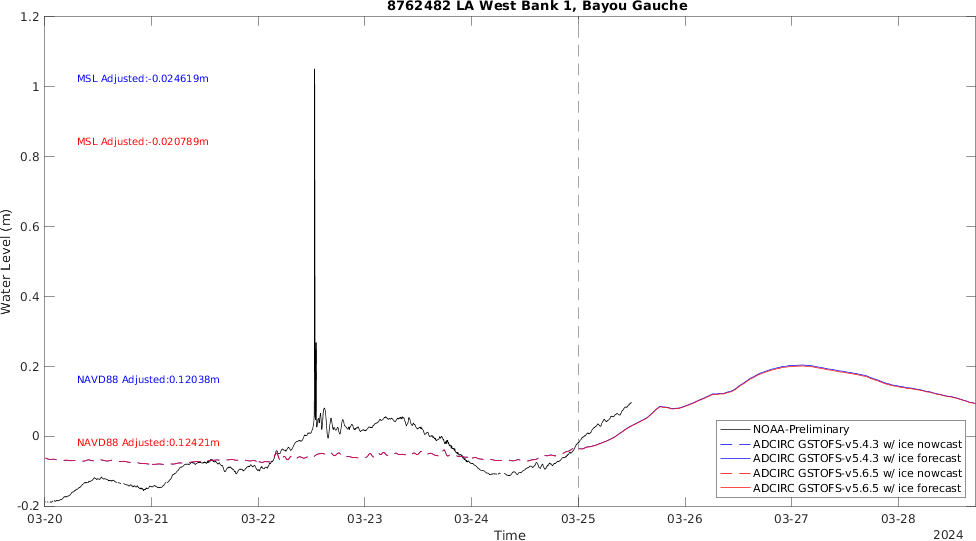 8762482 LA West Bank 1, Bayou Gauche
1.2
1
0.8
0.6
0.4
0.2
0
-0.2
Water Level (m)
MSL Adjusted:-0.024619m
MSL Adjusted:-0.020789m
NAVD88 Adjusted:0.12038m
NAVD88 Adjusted:0.12421m
NOAA-Preliminary
ADCIRC GSTOFS-v5.4.3 w/ ice nowcast
ADCIRC GSTOFS-v5.4.3 w/ ice forecast
ADCIRC GSTOFS-v5.6.5 w/ ice nowcast
ADCIRC GSTOFS-v5.6.5 w/ ice forecast
03-20 03-21 03-22 03-23 03-24 03-25 03-26 03-27 03-28
Time
2024